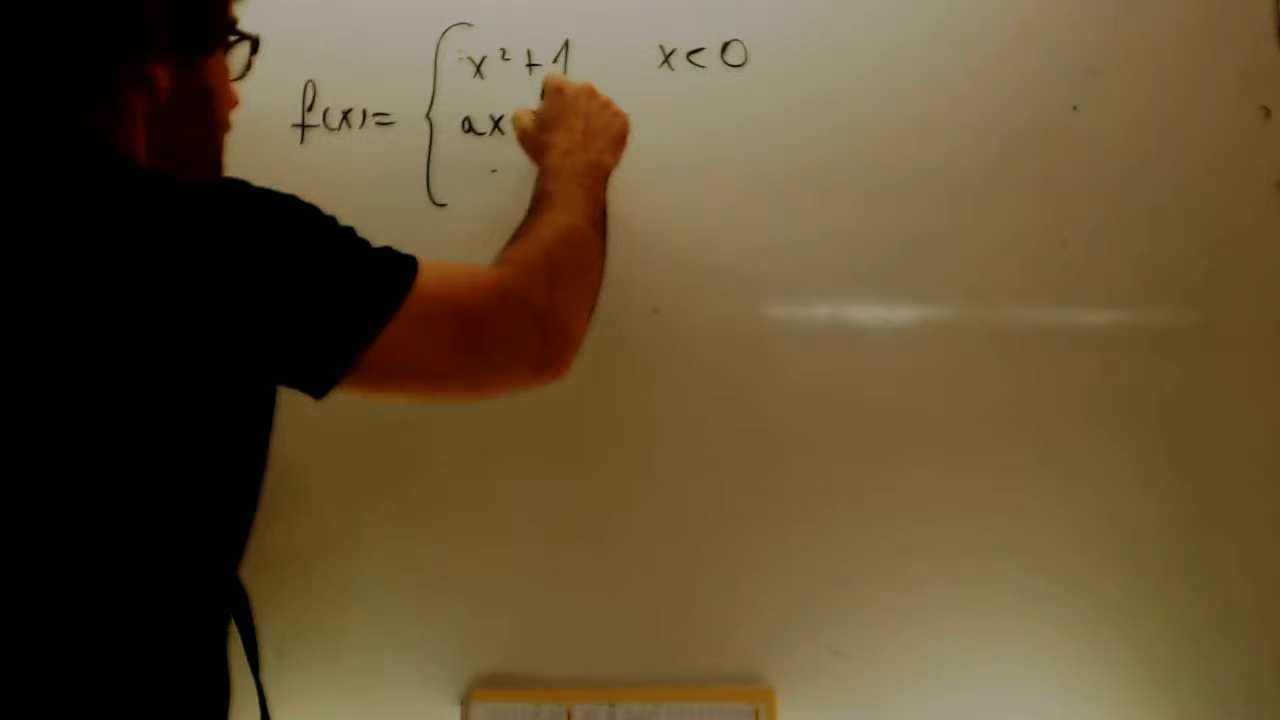 x²+1 x<0
f(x)=
ax